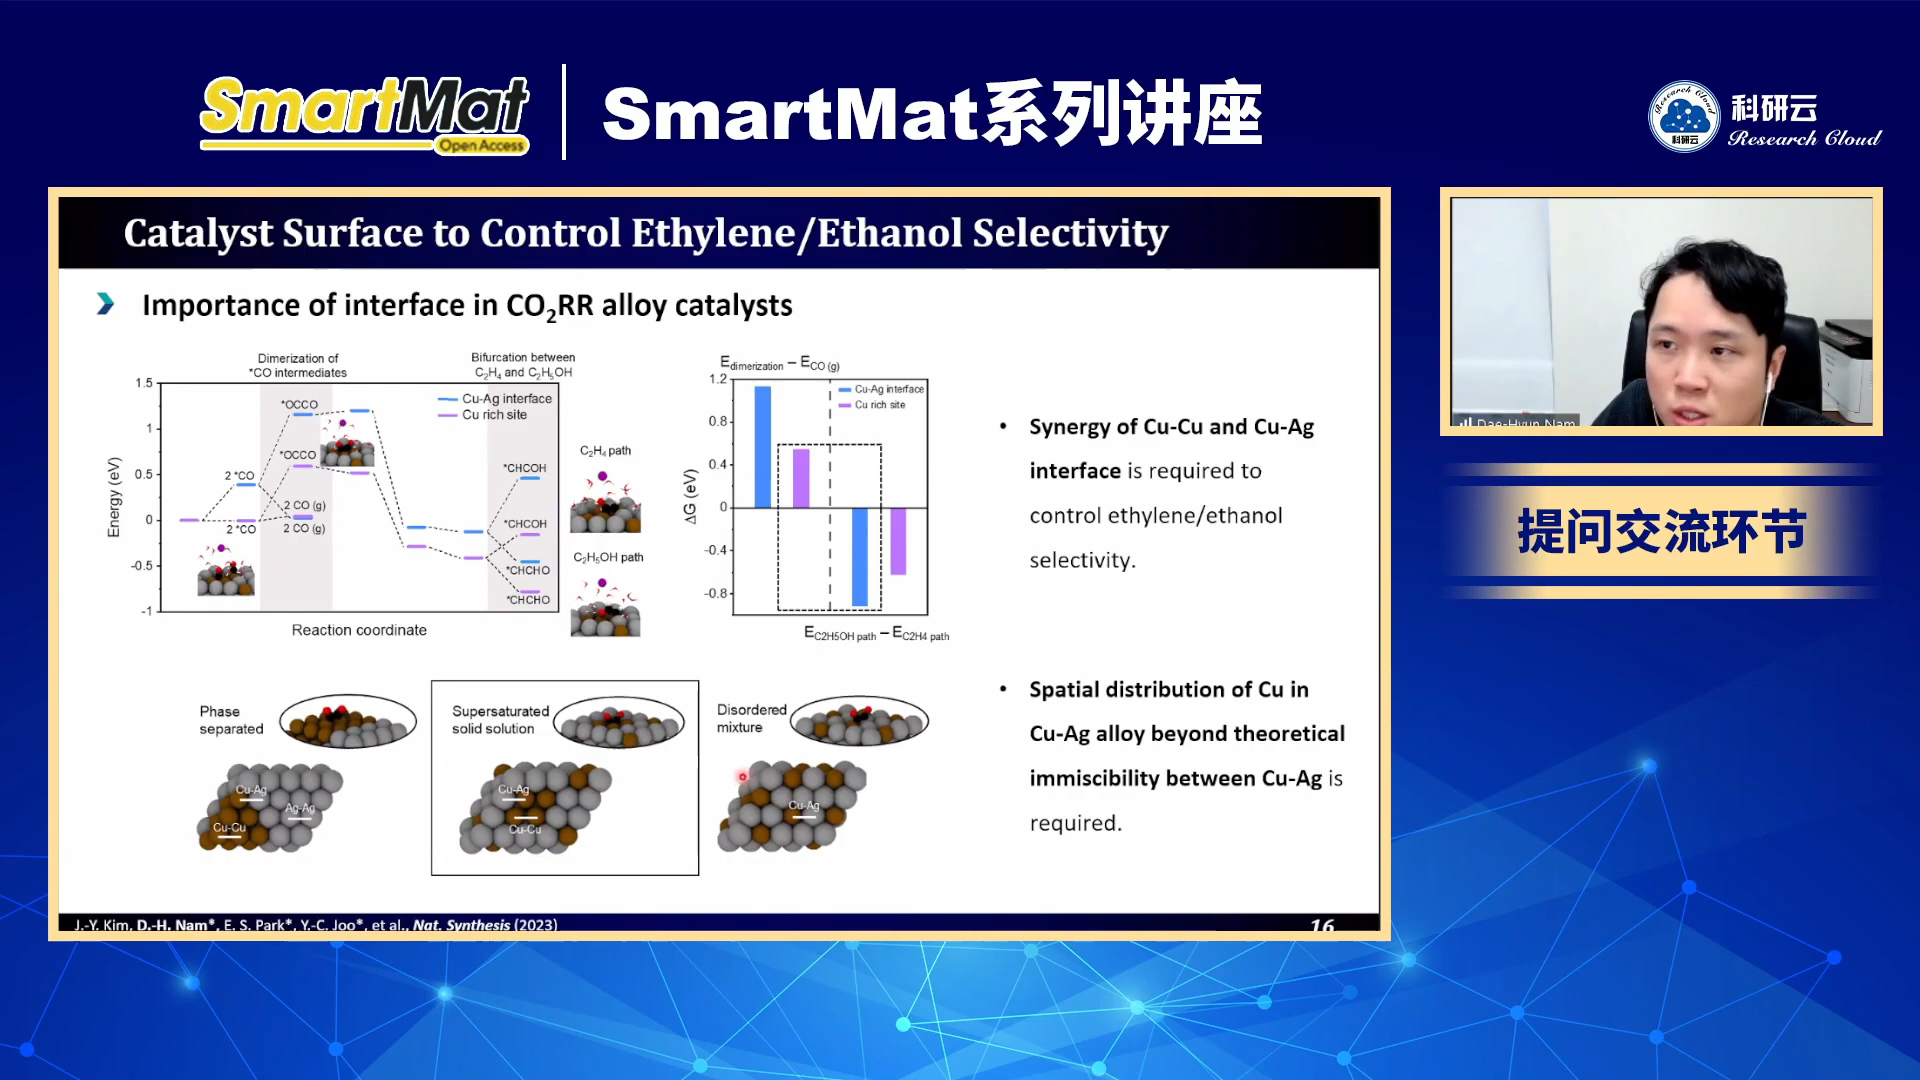 SmartMat
Open Access
SmartMat系列讲座
Research Cloud
科研云
科研云
Research Cloud
Catalyst Surface to Control Ethylene/Ethanol Selectivity
Importance of interface in CO2RR alloy catalysts
Dimerization of
*CO intermediates
Bifurcation between
C2H4 and C2H5OH
1.5
1
0.5
0
-0.5
-1
Energy (eV)
Reaction coordinate
Cu-Ag interface
Cu rich site
*OCCO
*OCCO
2 *CO
2 *CO
2 CO (g)
2 CO (g)
*CHCOH
*CHCOH
*CHCHO
*CHCHO
C2H4 path
C2H5OH path
Edimerization – ECO (g)
1.2
0.8
0.4
0
-0.4
-0.8
ΔG (eV)
Cu-Ag interface
Cu rich site
EC2H5OH path – EC2H4 path
• Synergy of Cu-Cu and Cu-Ag
interface is required to
control ethylene/ethanol
selectivity.
Phase
separated
Cu-Ag
Ag-Ag
Cu-Cu
Supersaturated
solid solution
Cu-Ag
Cu-Cu
Disordered
mixture
Cu-Ag
• Spatial distribution of Cu in
Cu-Ag alloy beyond theoretical
immiscibility between Cu-Ag is
required.
J.-Y. Kim, D.-H. Nam*, E. S. Park*, Y.-C. Joo*, et al., Nat. Synthesis (2023)
16
Dae-Hyun Nam
提问交流环节